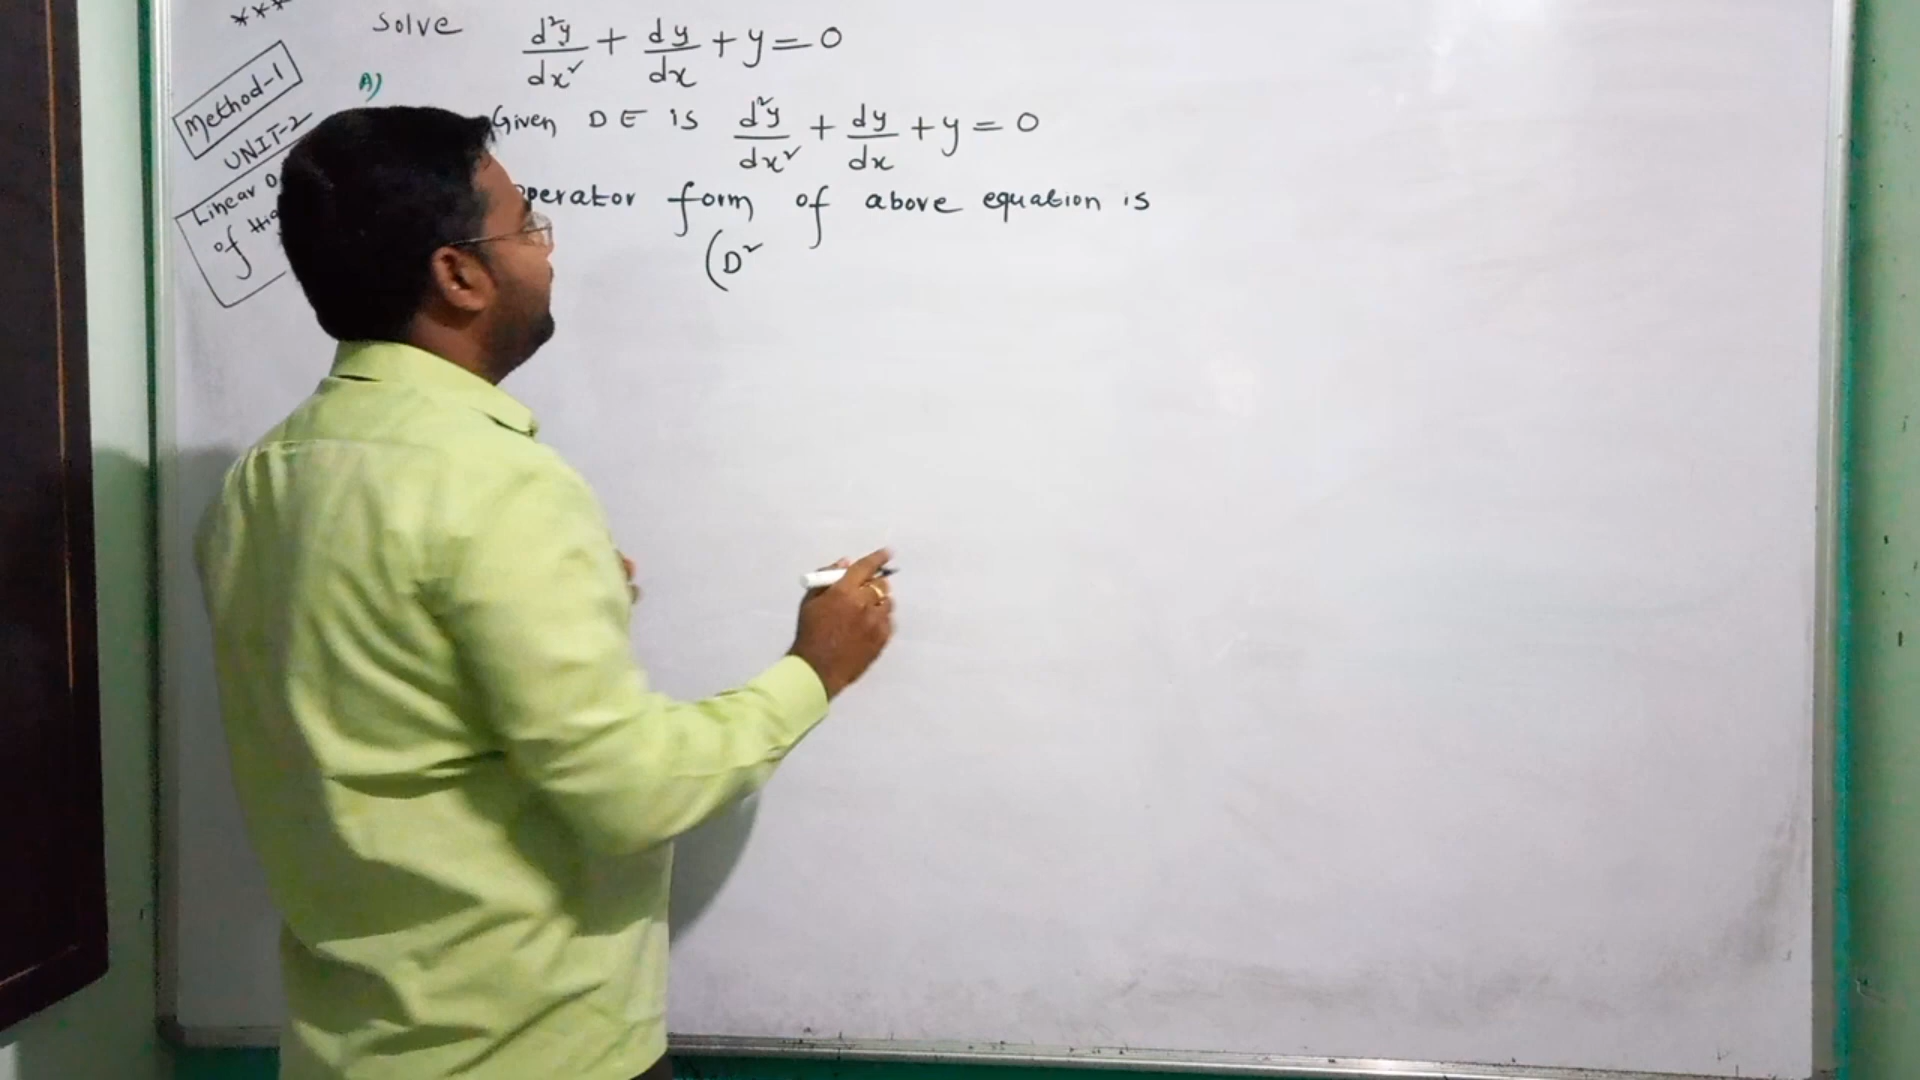 ***
Solve d²y/dx² + dy/dx + y = 0
Method-1
UNIT-2
Linear
of
A)
Given DE is d²y/dx² + dy/dx + y = 0
operator form of above equation is
(D²